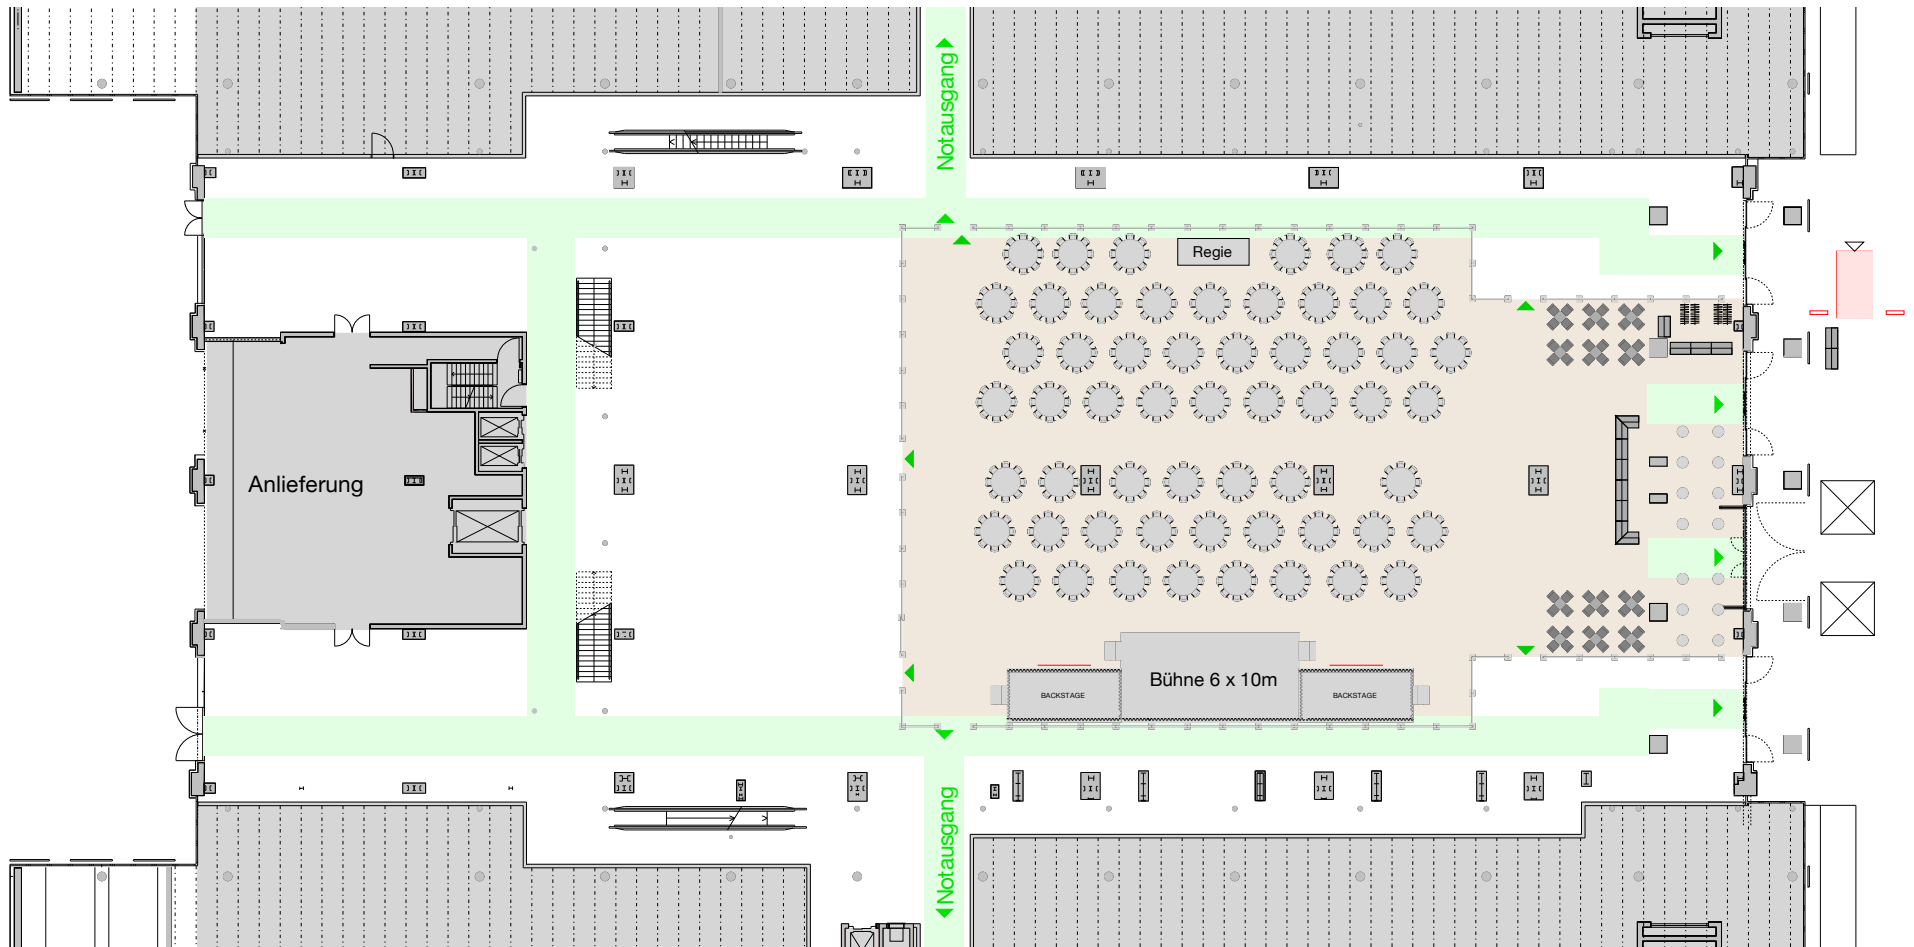 Notausgang
Regie
Anlieferung
Bühne 6 x 10m
BACKSTAGE
BACKSTAGE
Notausgang